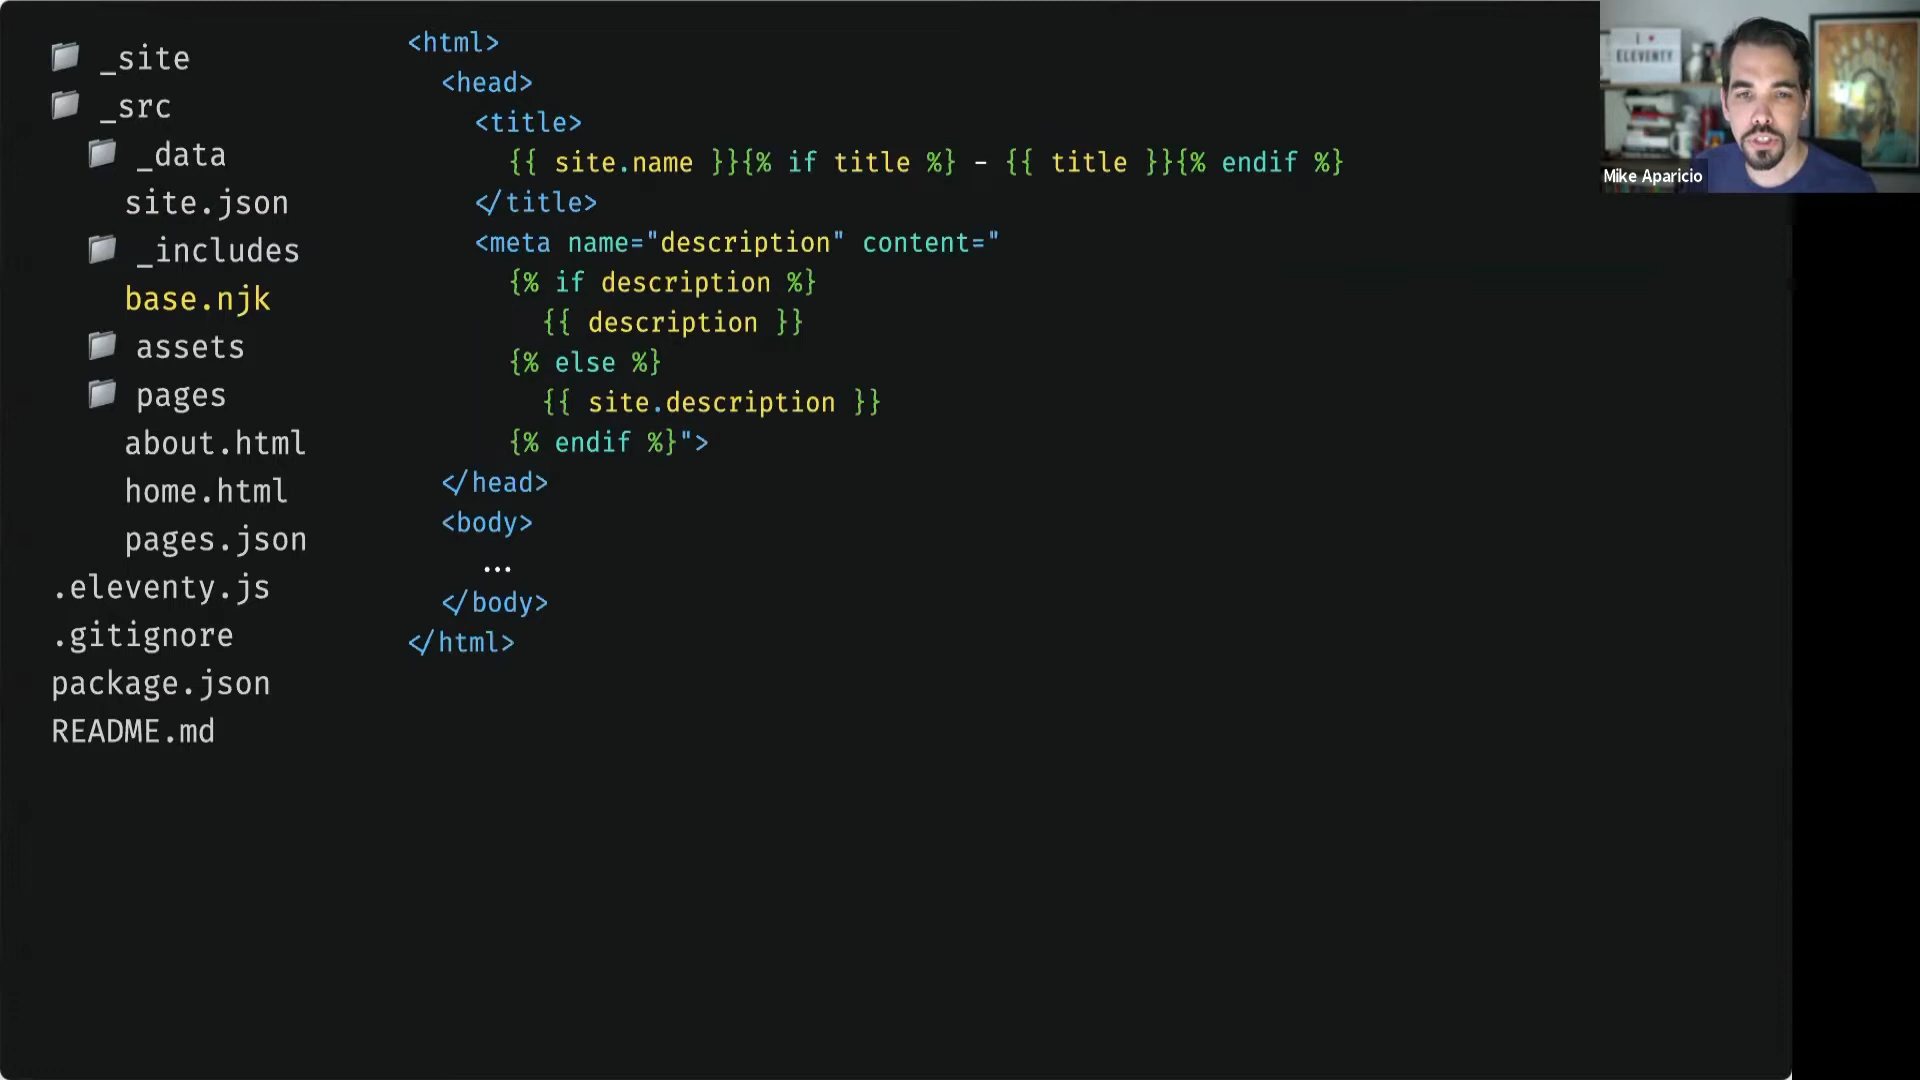 _site
_src
_data
site.json
_includes
base.njk
assets
pages
about.html
home.html
pages.json
.eleventy.js
.gitignore
package.json
README.md
<html>
<head>
<title>
{{ site.name }}{% if title %} - {{ title }}{% endif %}
</title>
<meta name="description" content="
{% if description %}
{{ description }}
{% else %}
{{ site.description }}
{% endif %}">
</head>
<body>
...
</body>
</html>
I ♥
ELEVENTY
Mike Aparicio